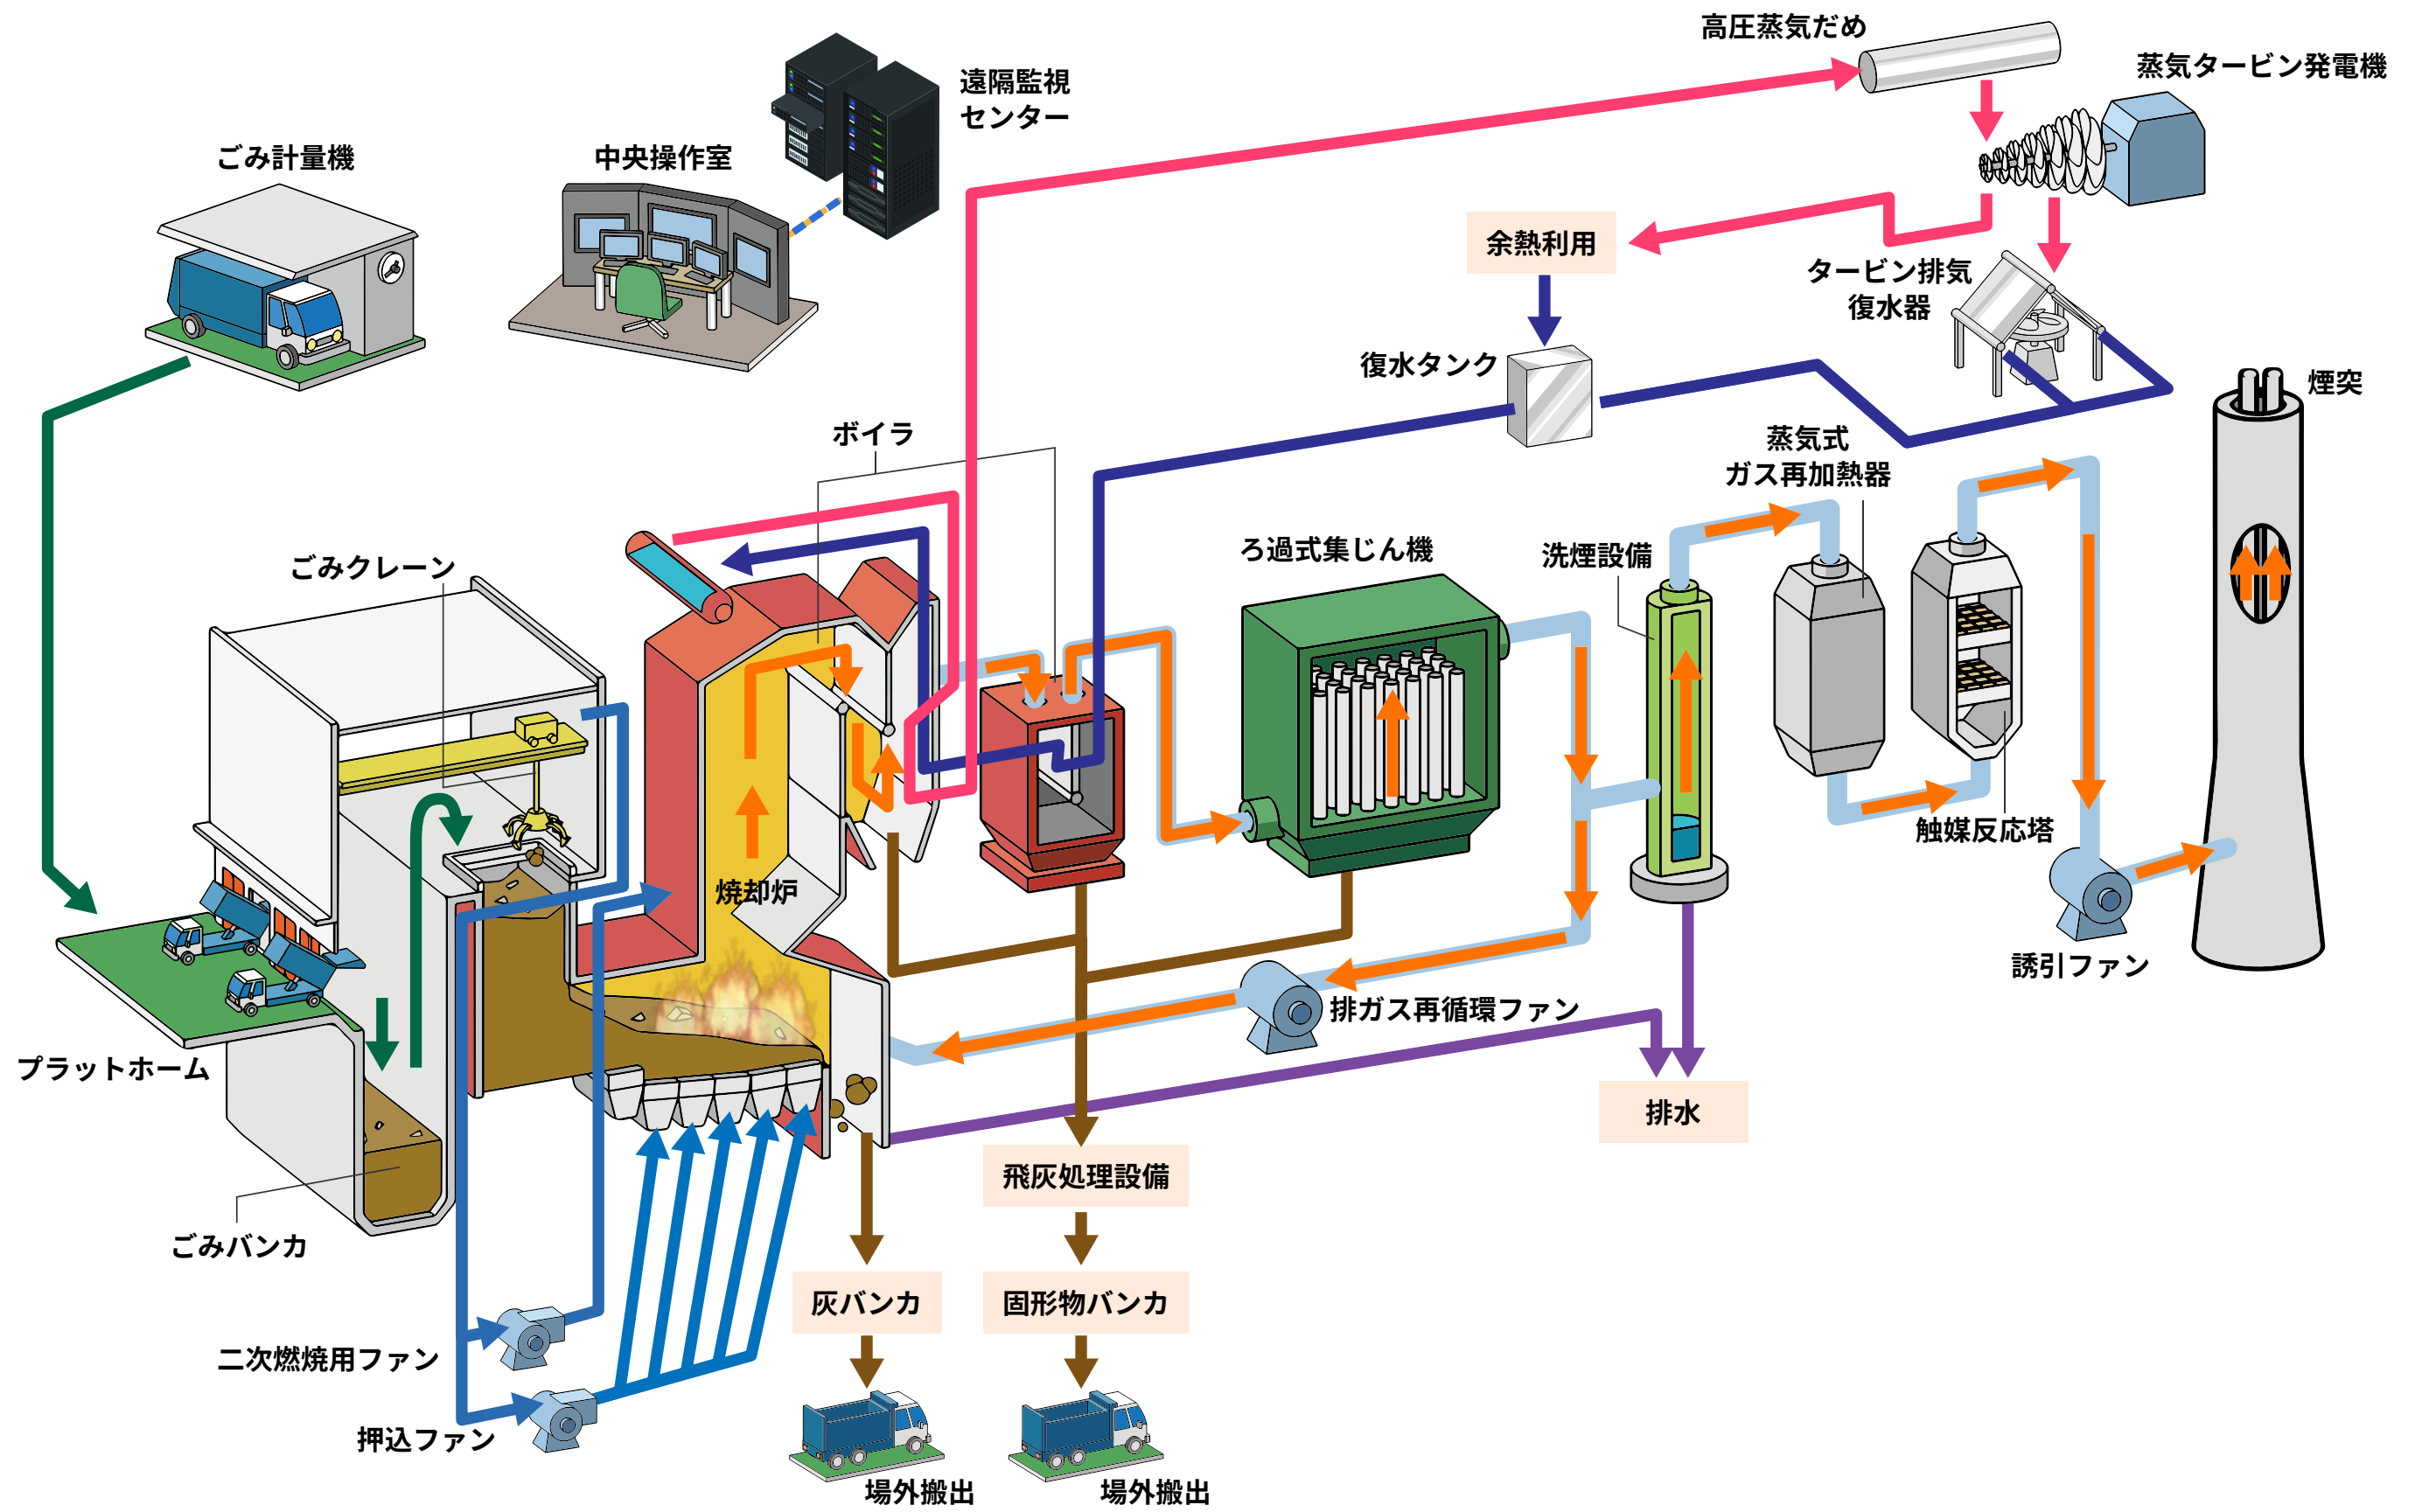 高圧蒸気だめ
蒸気タービン発電機
遠隔監視
センター
ごみ計量機
中央操作室
余熱利用
タービン排気
復水器
復水タンク
煙突
ボイラ
蒸気式
ガス再加熱器
ごみクレーン
ろ過式集じん機
洗煙設備
触媒反応塔
焼却炉
誘引ファン
排ガス再循環ファン
プラットホーム
排水
飛灰処理設備
ごみバンカ
灰バンカ
固形物バンカ
二次燃焼用ファン
押込ファン
場外搬出
場外搬出